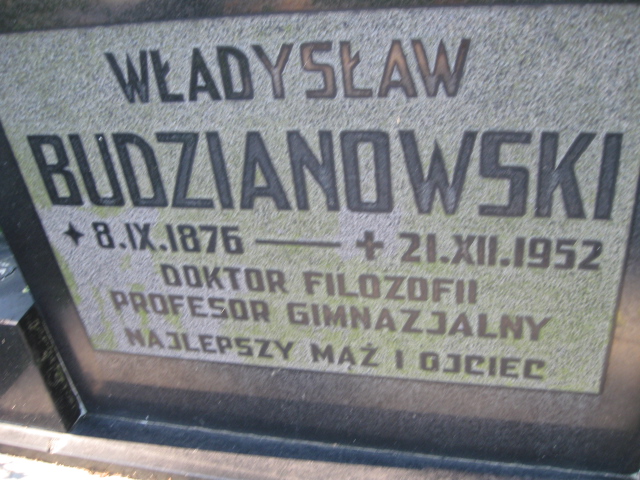 WŁADYSŁAW
BUDZIANOWSKI
✦ 8.IX.1876 — ✝ 21.XII.1952
DOKTOR FILOZOFII
PROFESOR GIMNAZJALNY
NAJLEPSZY MĄŻ I OJCIEC